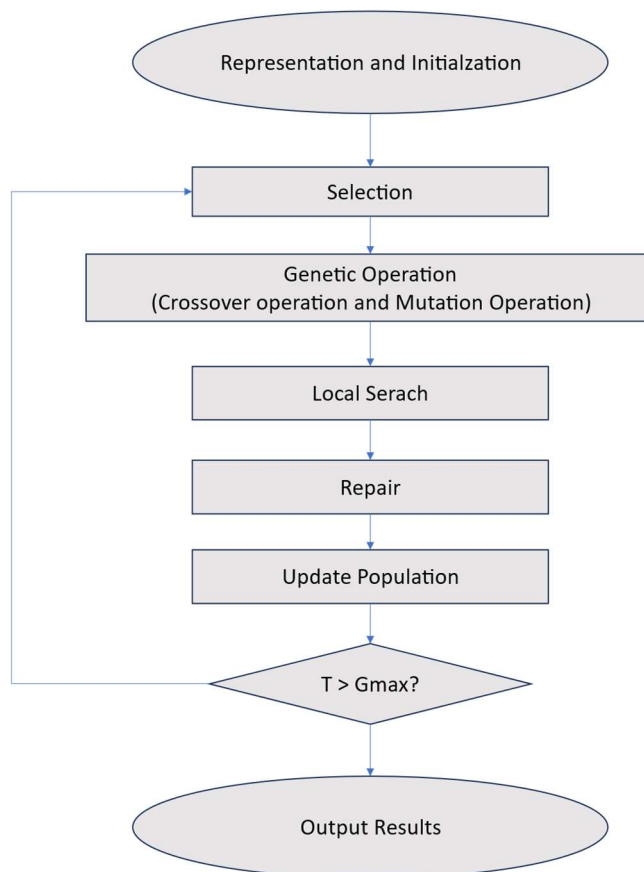 Representation and Initialzation
Selection
Genetic Operation
(Crossover operation and Mutation Operation)
Local Serach
Repair
Update Population
T > Gmax?
Output Results